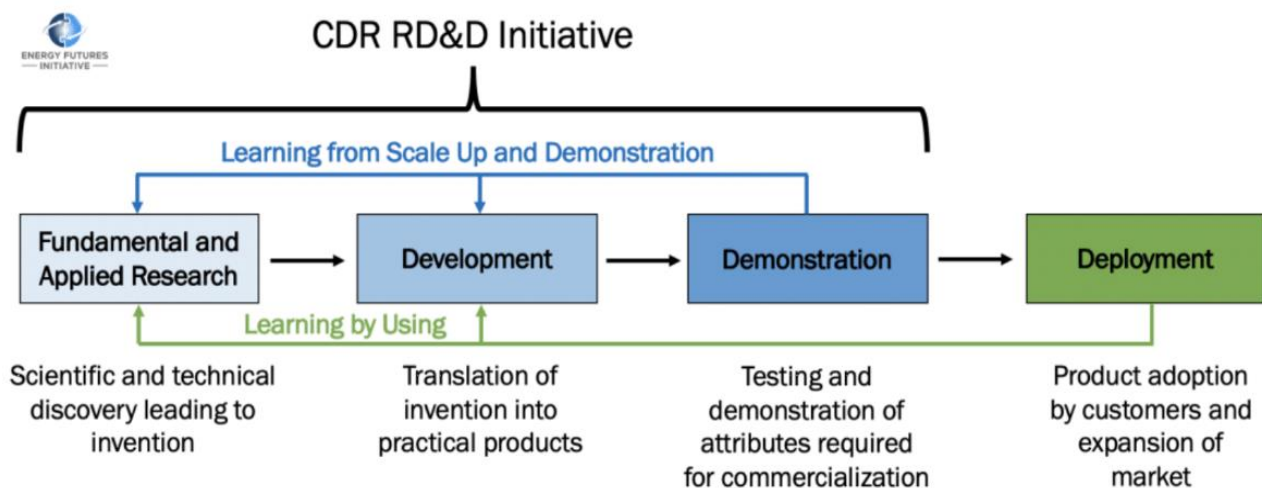 ENERGY FUTURES
INITIATIVE
CDR RD&D Initiative
Learning from Scale Up and Demonstration
Fundamental and
Applied Research
Development
Demonstration
Deployment
Learning by Using
Scientific and technical
discovery leading to
invention
Translation of
invention into
practical products
Testing and
demonstration of
attributes required
for commercialization
Product adoption
by customers and
expansion of
market